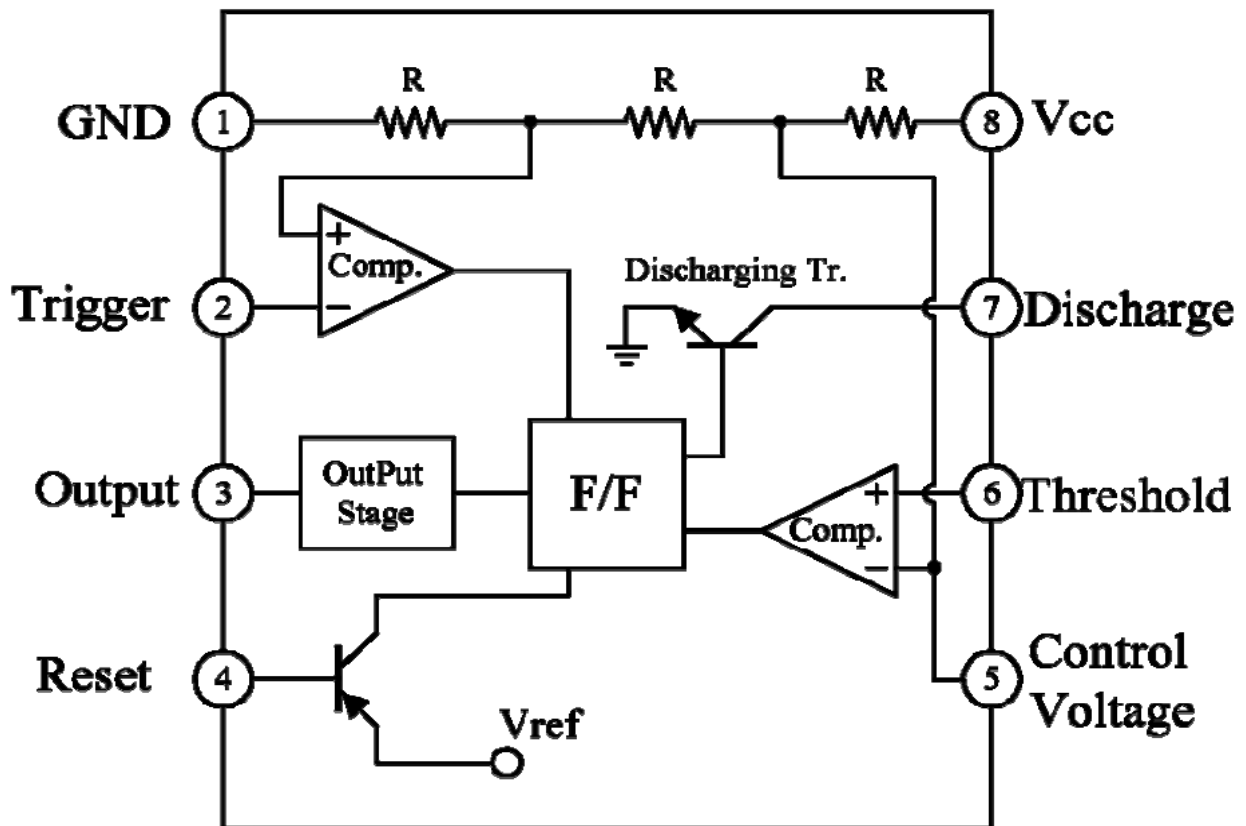 R R R
GND 1 8 Vcc
+
Comp.
Discharging Tr.
Trigger 2 − 7 Discharge
Output 3 OutPut
Stage
F/F
+ 6 Threshold
Comp.
−
Reset 4 5 Control
Voltage
Vref